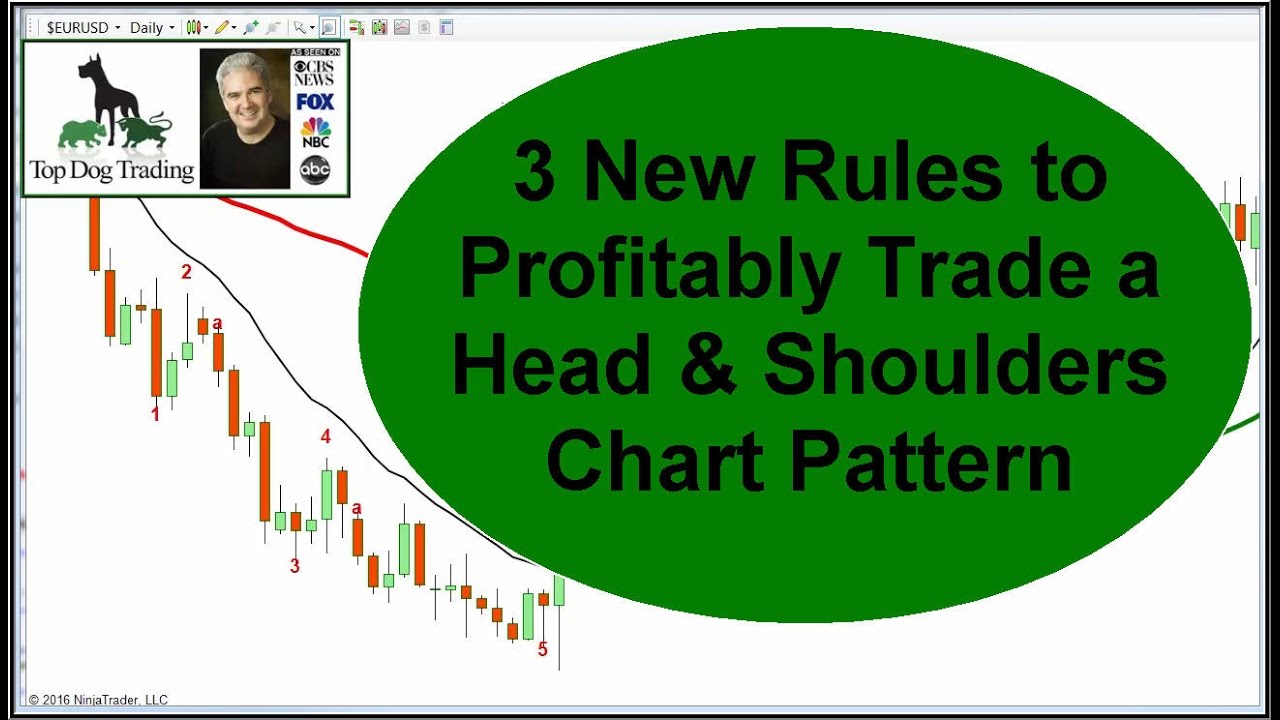 $EURUSD Daily
Top Dog Trading
AS SEEN ON
CBS
NEWS
FOX
NBC
abc
3 New Rules to
Profitably Trade a
Head & Shoulders
Chart Pattern
2
a
1
4
a
3
5
© 2016 NinjaTrader, LLC